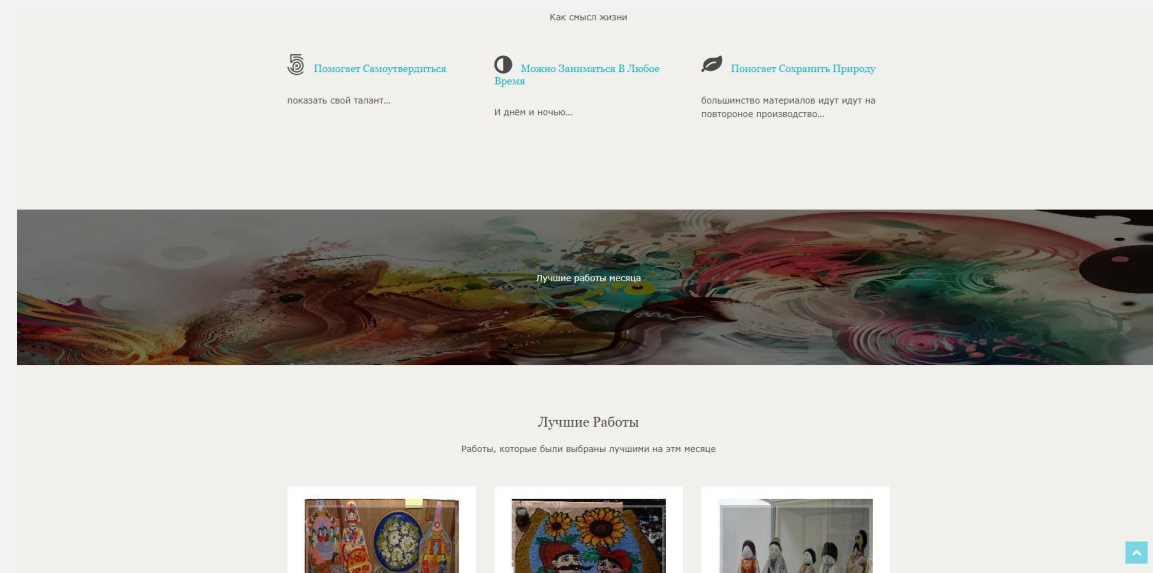 Как смысл жизни
Помогает Самоутвердиться
показать свой талант...
Можно Заниматься В Любое
Время
И днём и ночью...
Поногает Сохранить Природу
большинство материалов идут идут на
повтороное производство...
Лучшие работы месяца
Лучшие Работы
Работы, которые были выбраны лучшими на этм месяце